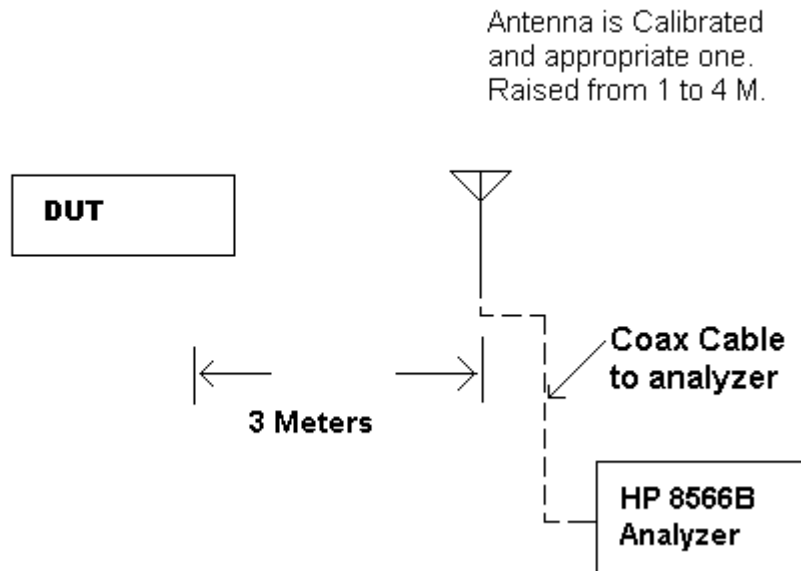 Antenna is Calibrated
and appropriate one.
Raised from 1 to 4 M.
DUT
Coax Cable
to analyzer
3 Meters
HP 8566B
Analyzer